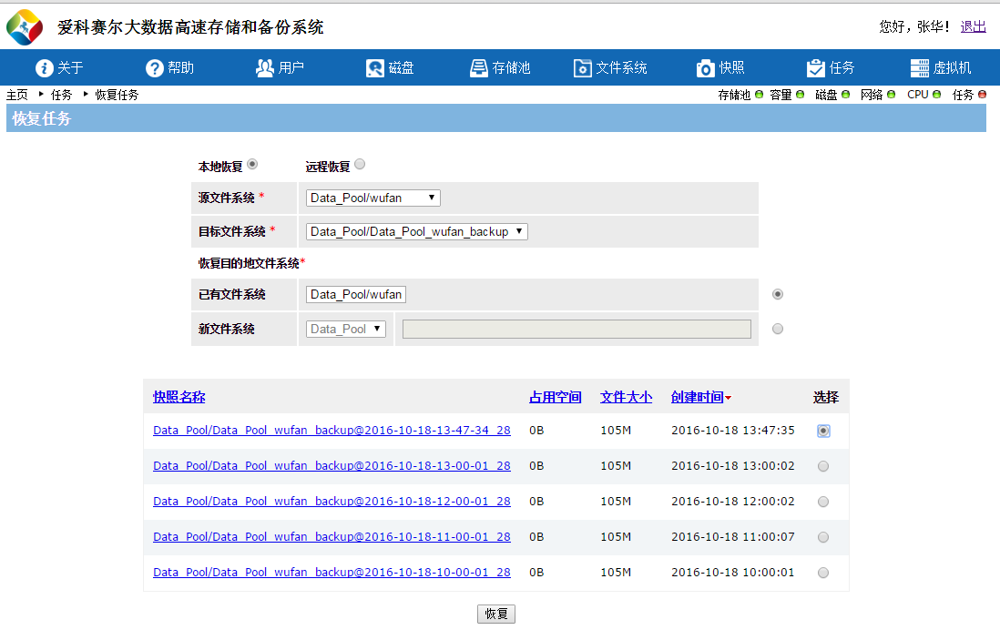 爱科赛尔大数据高速存储和备份系统
您好，张华！ 退出
关于 帮助 用户 磁盘 存储池 文件系统 快照 任务 虚拟机
主页 任务 恢复任务 存储池 容量 磁盘 网络 CPU 任务
恢复任务
本地恢复 远程恢复
源文件系统 * Data_Pool/wufan
目标文件系统 * Data_Pool/Data_Pool_wufan_backup
恢复目的地文件系统*
已有文件系统 Data_Pool/wufan
新文件系统 Data_Pool
快照名称 占用空间 文件大小 创建时间 选择
Data_Pool/Data_Pool_wufan_backup@2016-10-18-13-47-34_28 0B 105M 2016-10-18 13:47:35
Data_Pool/Data_Pool_wufan_backup@2016-10-18-13-00-01_28 0B 105M 2016-10-18 13:00:02
Data_Pool/Data_Pool_wufan_backup@2016-10-18-12-00-01_28 0B 105M 2016-10-18 12:00:02
Data_Pool/Data_Pool_wufan_backup@2016-10-18-11-00-01_28 0B 105M 2016-10-18 11:00:07
Data_Pool/Data_Pool_wufan_backup@2016-10-18-10-00-01_28 0B 105M 2016-10-18 10:00:01
恢复